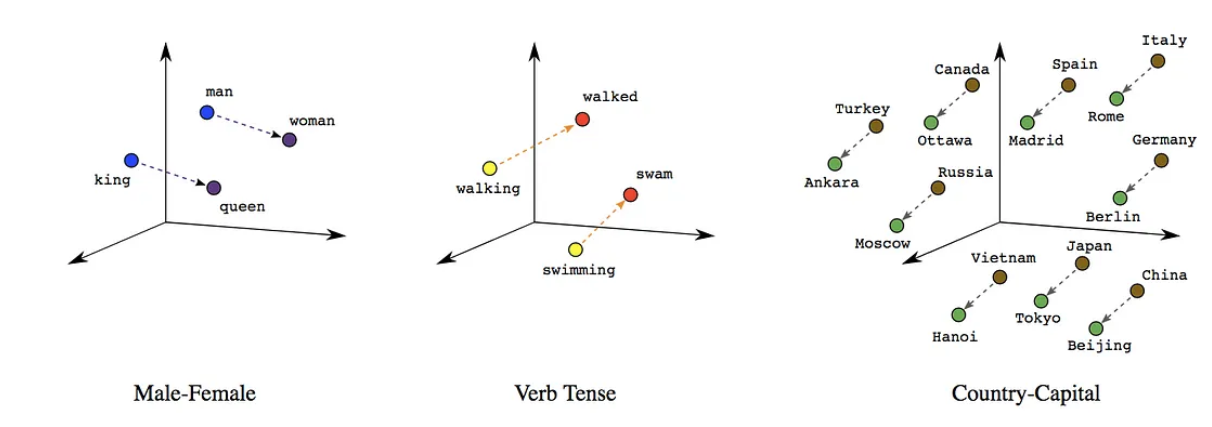 man
woman
king
queen
Male-Female
walked
walking
swam
swimming
Verb Tense
Italy
Canada
Spain
Turkey
Rome
Ottawa
Madrid
Germany
Ankara
Russia
Berlin
Moscow
Japan
Vietnam
China
Tokyo
Hanoi
Beijing
Country-Capital